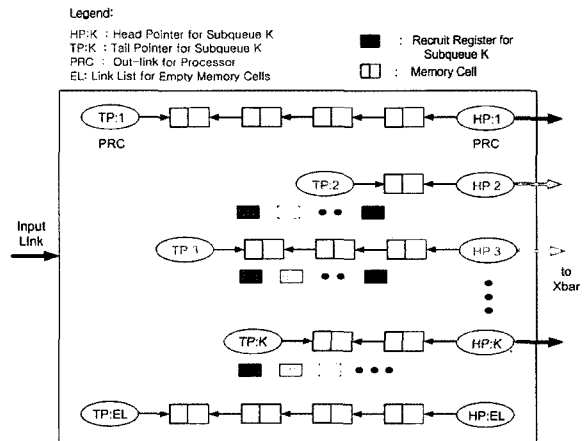 Legend:
HP:K : Head Pointer for Subqueue K
TP:K : Tail Pointer for Subqueue K
PRC : Out-link for Processor
EL: Link List for Empty Memory Cells
: Recruit Register for
Subqueue K
: Memory Cell
TP:1
HP:1
PRC
PRC
TP:2
HP:2
Input
Link
TP:3
HP:3
to
Xbar
TP:K
HP:K
TP:EL
HP:EL